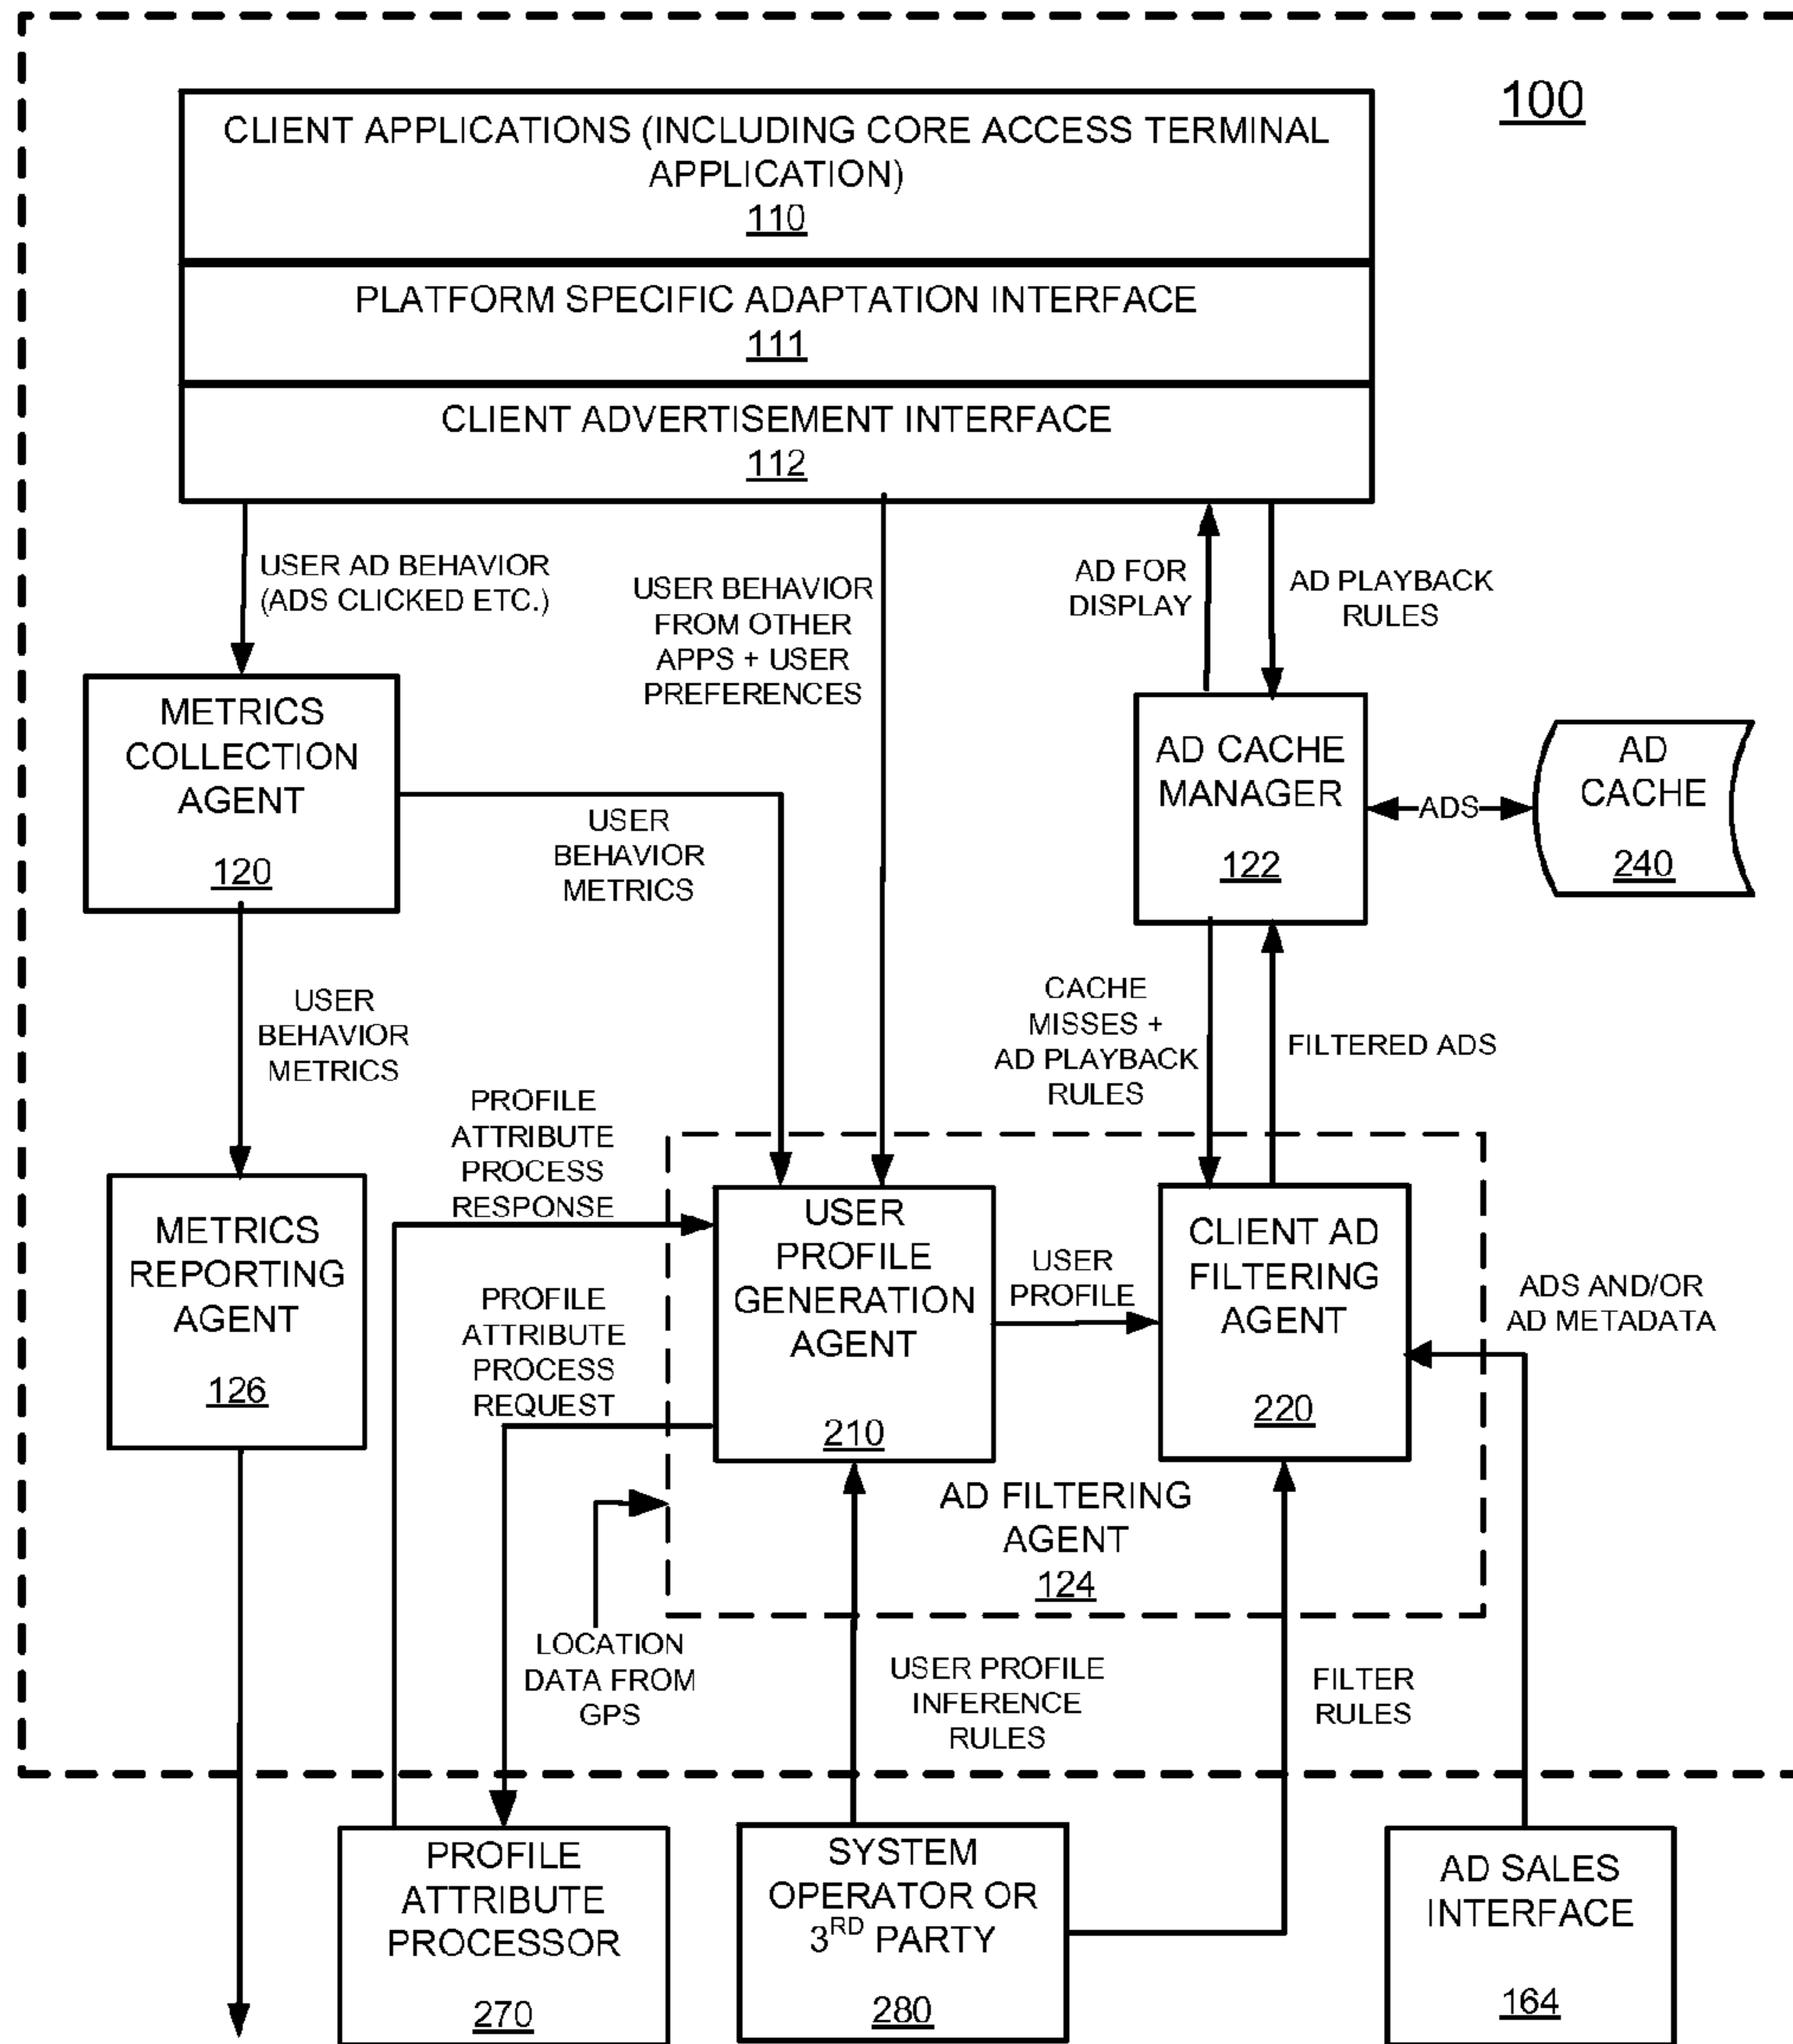 100
CLIENT APPLICATIONS (INCLUDING CORE ACCESS TERMINAL
APPLICATION)
110
PLATFORM SPECIFIC ADAPTATION INTERFACE
111
CLIENT ADVERTISEMENT INTERFACE
112
USER AD BEHAVIOR
(ADS CLICKED ETC.)
USER BEHAVIOR
FROM OTHER
APPS + USER
PREFERENCES
AD FOR
DISPLAY
AD PLAYBACK
RULES
METRICS
COLLECTION
AGENT
120
USER
BEHAVIOR
METRICS
AD CACHE
MANAGER
122
ADS
AD
CACHE
240
USER
BEHAVIOR
METRICS
CACHE
MISSES +
AD PLAYBACK
RULES
FILTERED ADS
PROFILE
ATTRIBUTE
PROCESS
RESPONSE
METRICS
REPORTING
AGENT
126
PROFILE
ATTRIBUTE
PROCESS
REQUEST
USER
PROFILE
GENERATION
AGENT
210
USER
PROFILE
CLIENT AD
FILTERING
AGENT
220
ADS AND/OR
AD METADATA
AD FILTERING
AGENT
124
LOCATION
DATA FROM
GPS
USER PROFILE
INFERENCE
RULES
FILTER
RULES
PROFILE
ATTRIBUTE
PROCESSOR
270
SYSTEM
OPERATOR OR
3RD PARTY
280
AD SALES
INTERFACE
164